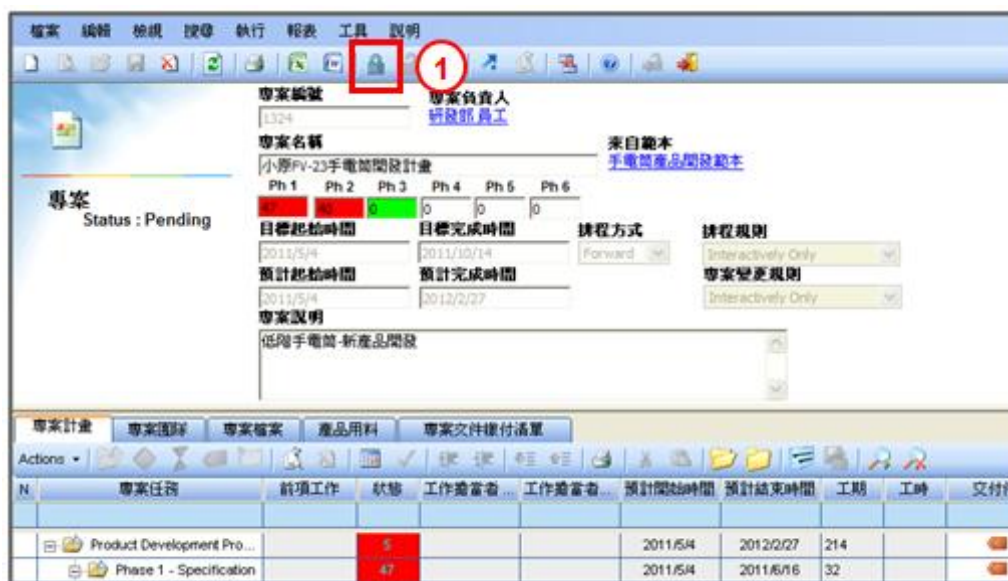 檔案 編輯 檢視 搜尋 執行 報表 工具 說明
1
專案編號 專案負責人
1324 研發部 員工
專案名稱 來自範本
小原FV-23手電筒開發計畫 手電筒產品開發範本
Ph 1 Ph 2 Ph 3 Ph 4 Ph 5 Ph 6
47 40 0 0 0 0
專案
Status : Pending
目標起始時間 目標完成時間 排程方式 排程規則
2011/5/4 2011/10/14 Forward Interactively Only
預計起始時間 預計完成時間 專案變更規則
2011/5/4 2012/2/27 Interactively Only
專案說明
低階手電筒-新產品開發
專案計畫 專案團隊 專案檔案 產品用料 專案文件繳付清單
Actions
N 專案任務 前項工作 狀態 工作擔當者... 工作擔當者... 預計開始時間 預計結束時間 工期 工時 交付
Product Development Pro... 5 2011/5/4 2012/2/27 214
Phase 1 - Specification 47 2011/5/4 2011/6/16 32